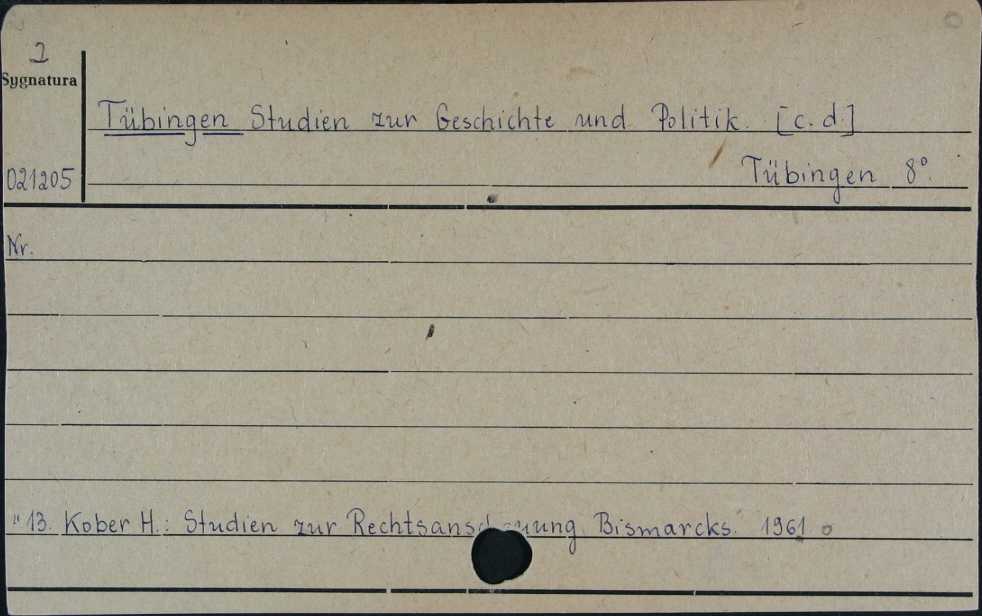 2
Sygnatura
Tübingen Studien zur Geschichte und Politik. [c.d.]
021205
Tübingen 8°.
Nr.
" 13. Kober H.: Studien zur Bismarcks. 1961